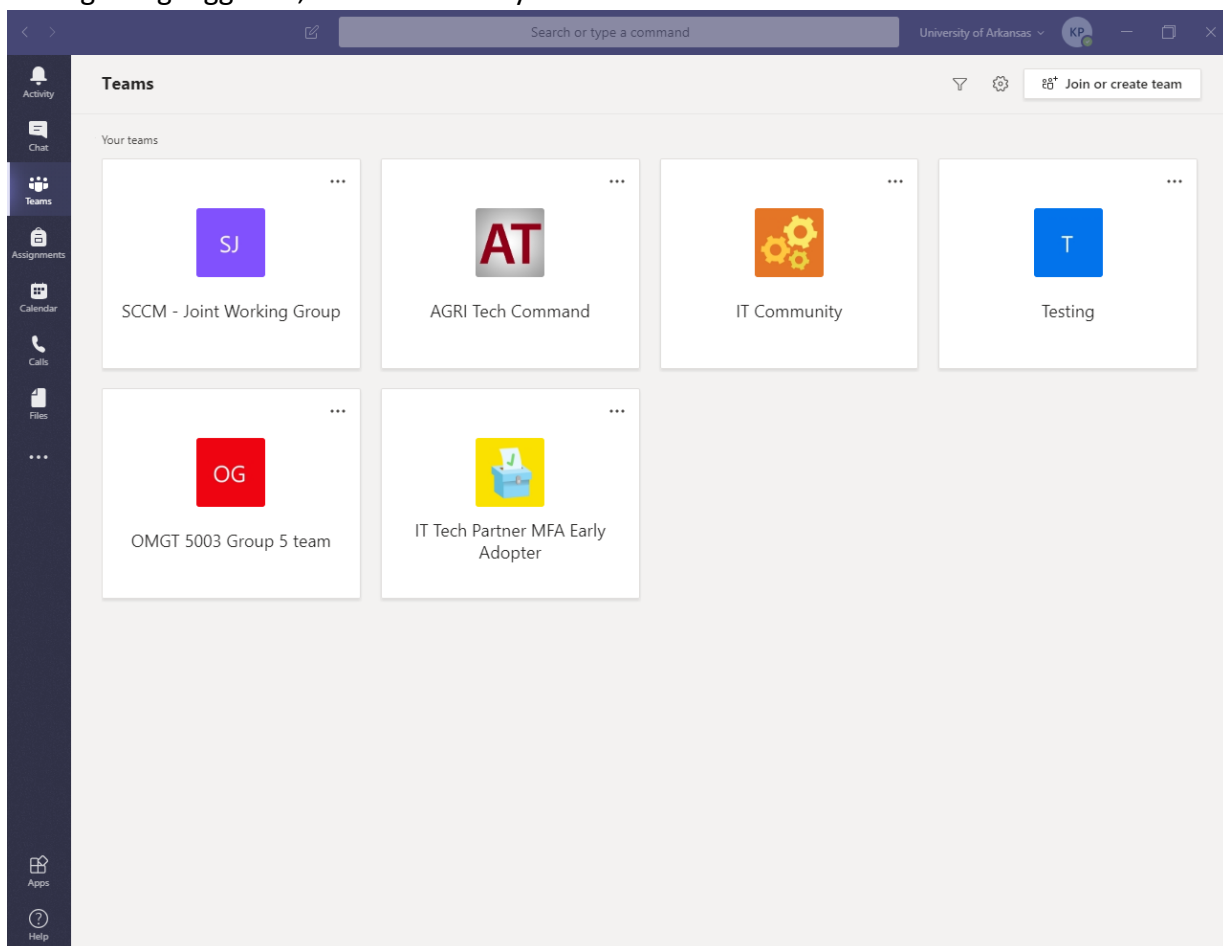 Search or type a command
University of Arkansas
KP
Activity
Chat
Teams
Assignments
Calendar
Calls
Files
Apps
Help
Teams
Join or create team
Your teams
SJ
SCCM - Joint Working Group
AT
AGRI Tech Command
IT Community
T
Testing
OG
OMGT 5003 Group 5 team
IT Tech Partner MFA Early
Adopter